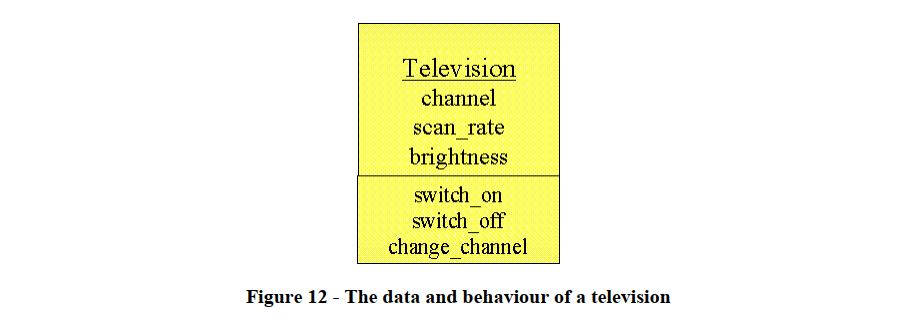 Television
channel
scan_rate
brightness
switch_on
switch_off
change_channel
Figure 12 - The data and behaviour of a television